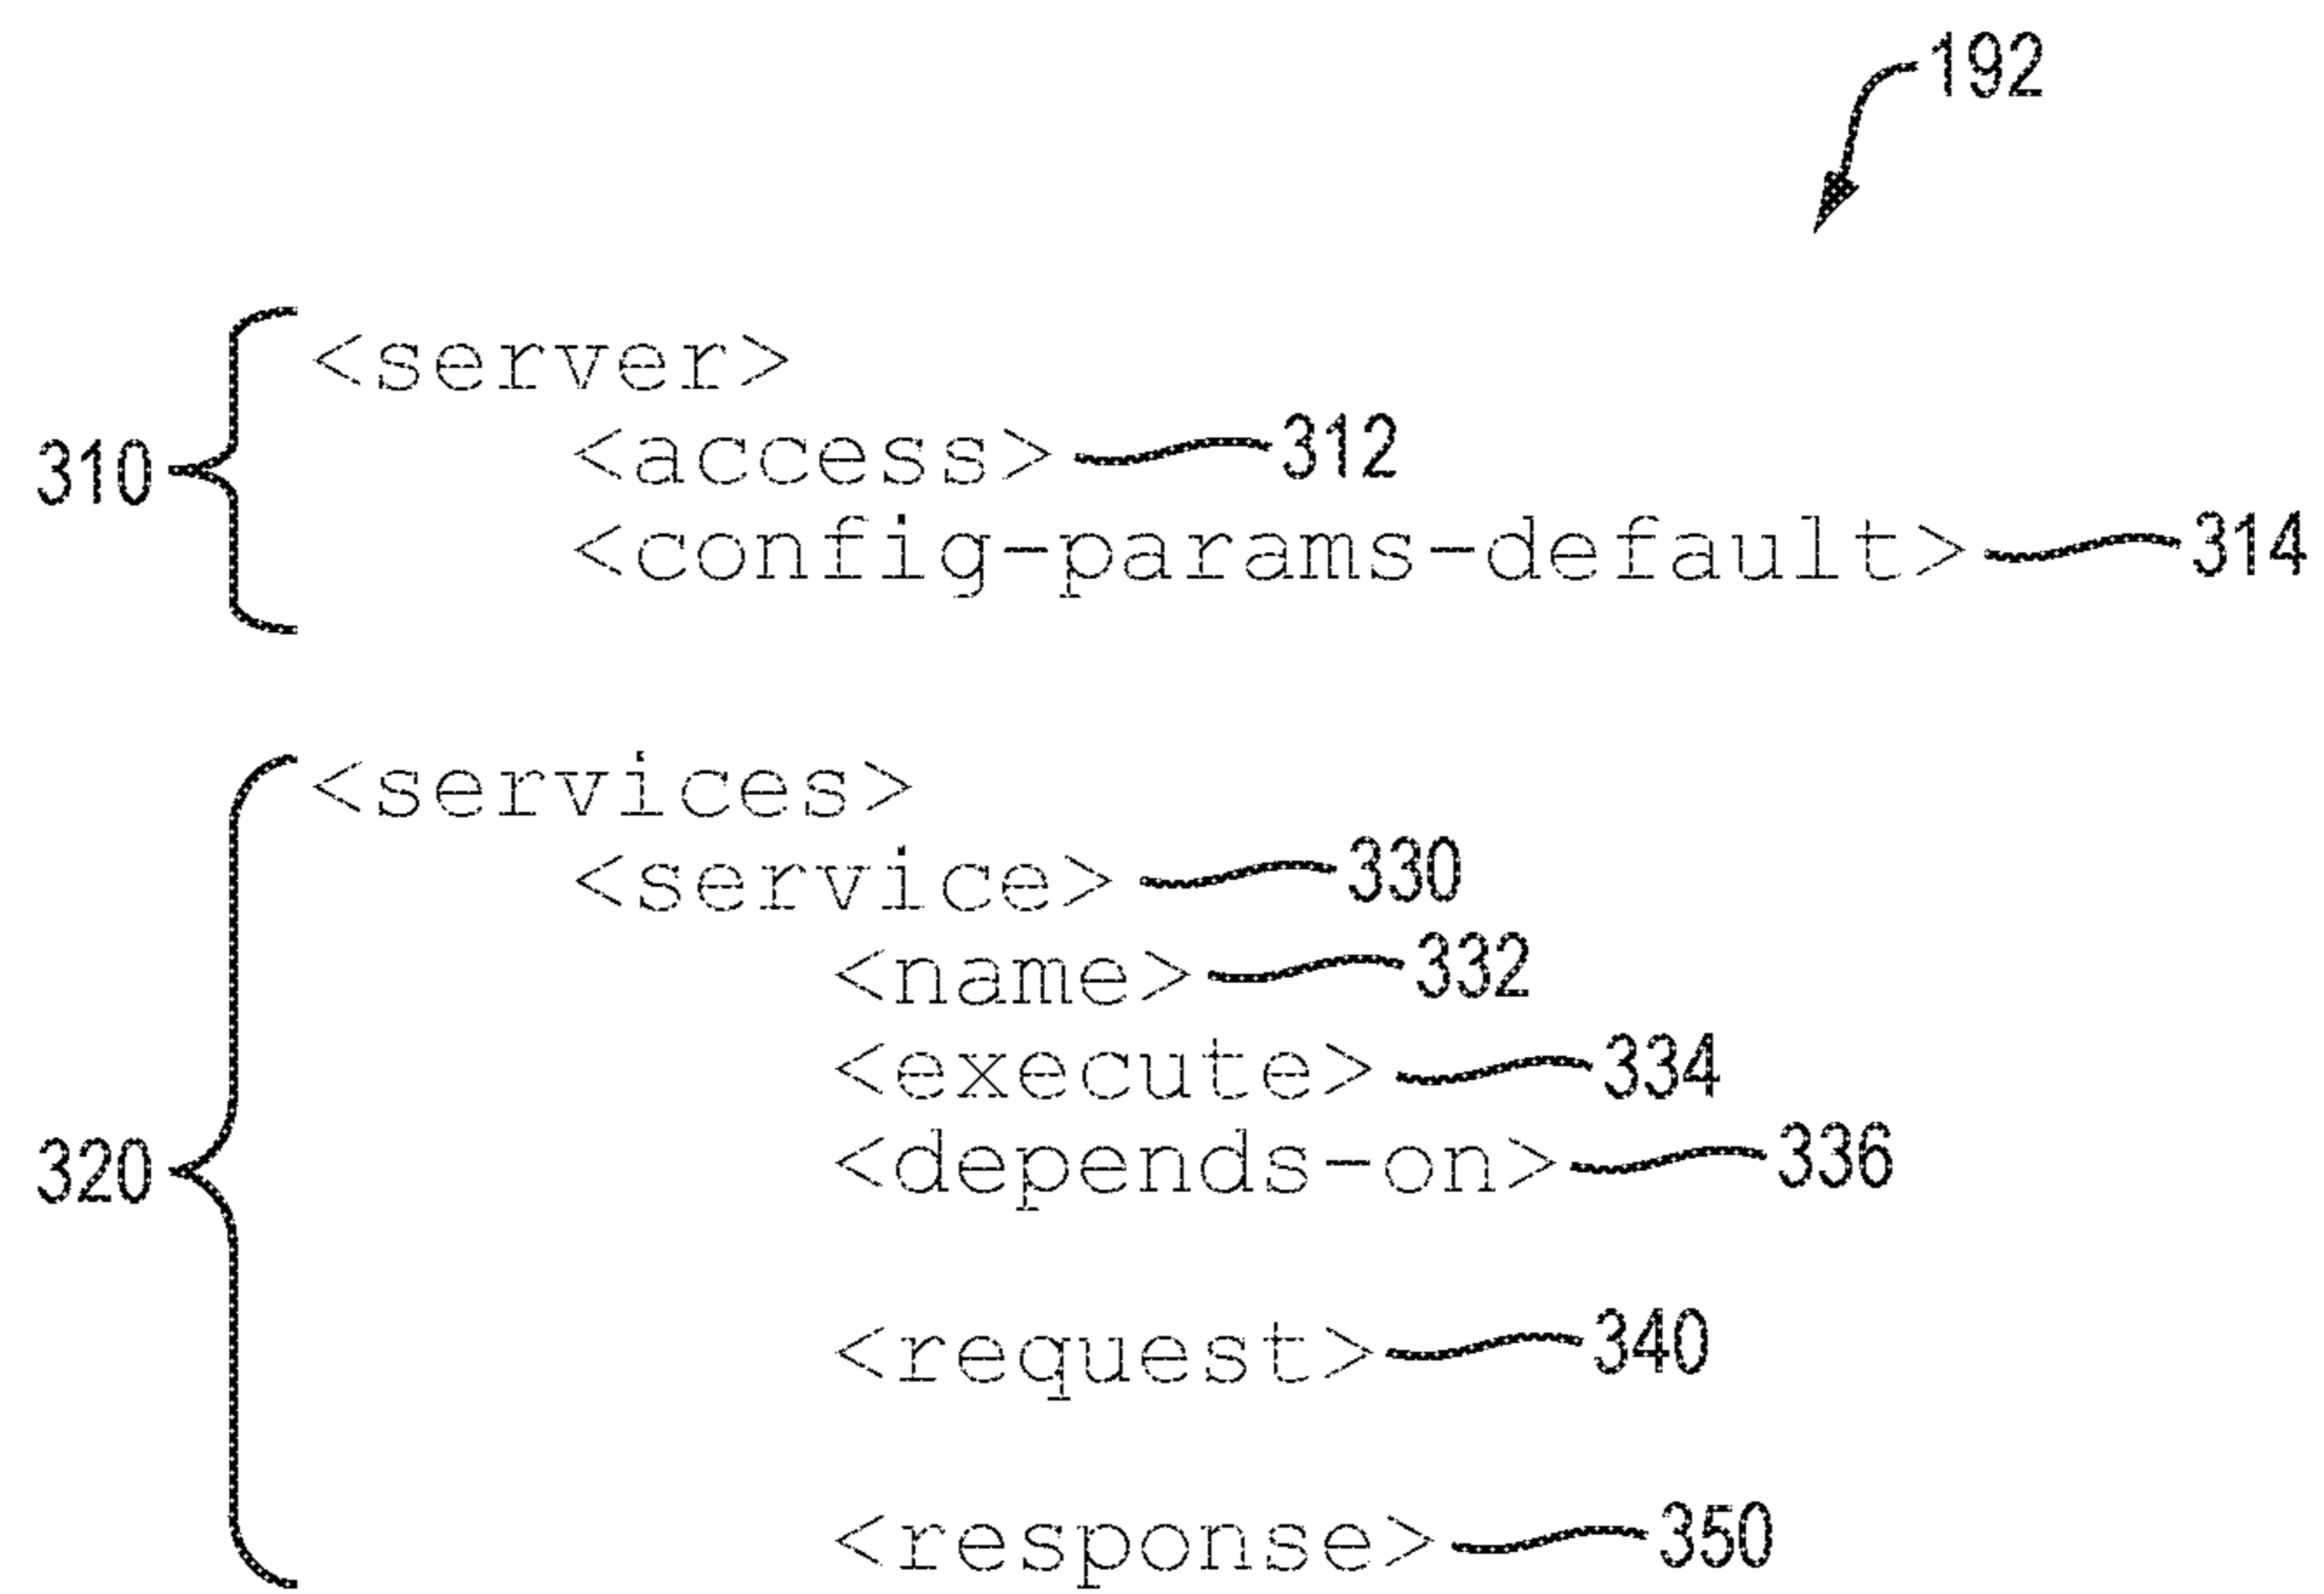 192
<server>
310 <access> 312
<config-params-default> 314
<services>
<service> 330
<name> 332
<execute> 334
320 <depends-on> 336
<request> 340
<response> 350